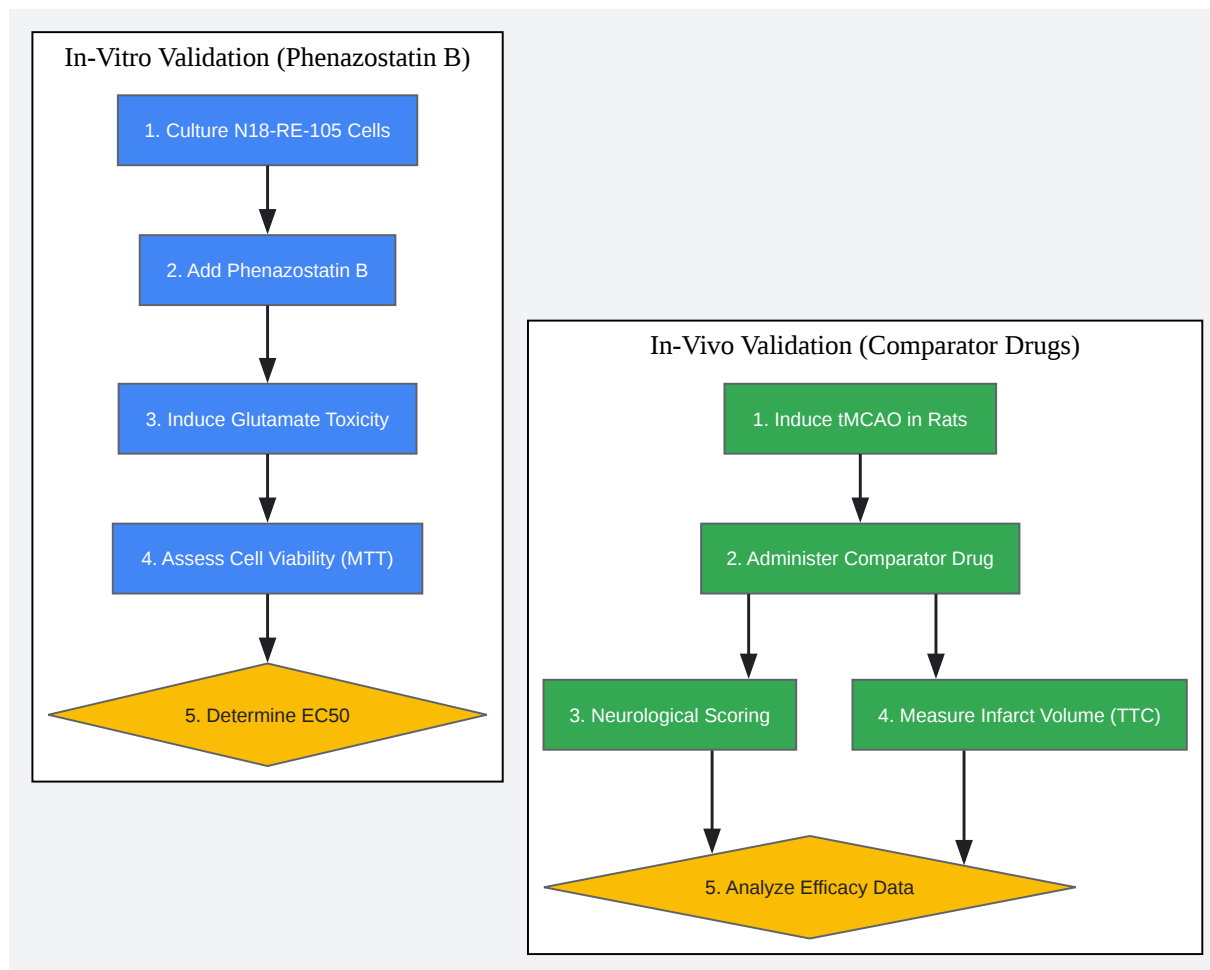 In-Vitro Validation (Phenazostatin B)
1. Culture N18-RE-105 Cells
2. Add Phenazostatin B
3. Induce Glutamate Toxicity
4. Assess Cell Viability (MTT)
5. Determine EC50
In-Vivo Validation (Comparator Drugs)
1. Induce tMCAO in Rats
2. Administer Comparator Drug
3. Neurological Scoring
4. Measure Infarct Volume (TTC)
5. Analyze Efficacy Data